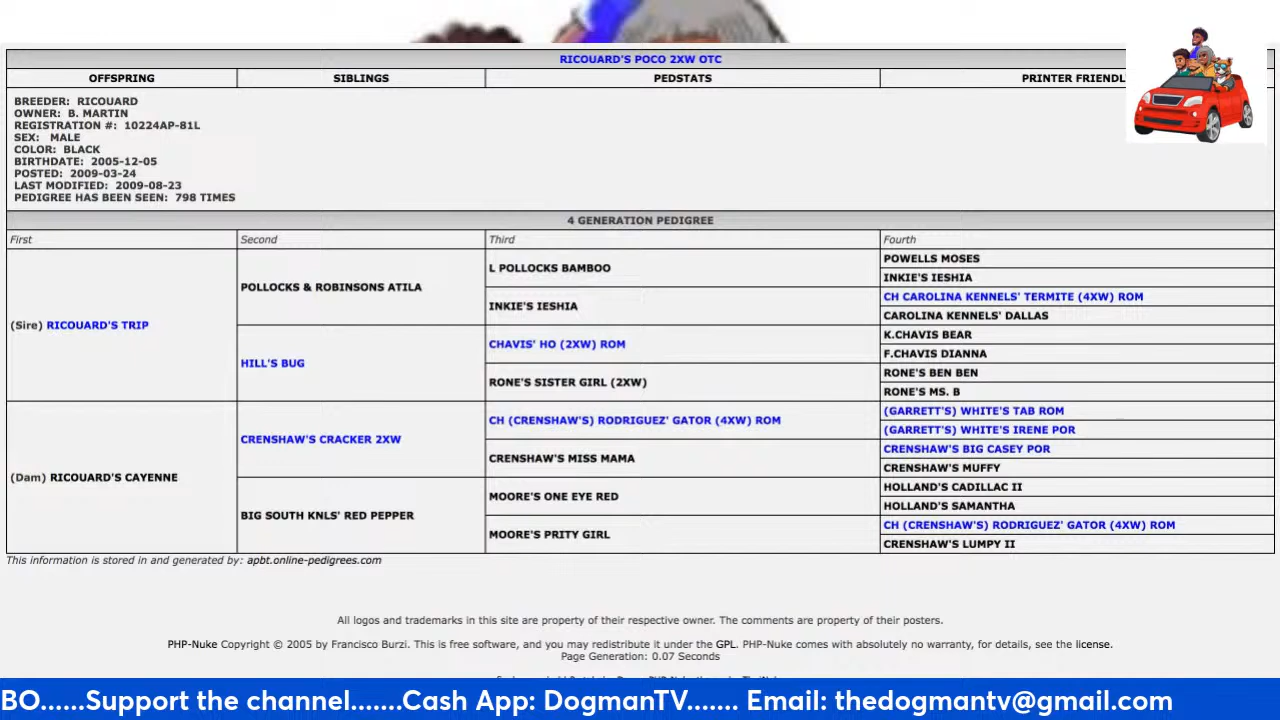 RICOUARD'S POCO 2XW OTC
OFFSPRING SIBLINGS PEDSTATS PRINTER FRIENDL
BREEDER: RICOUARD
OWNER: B. MARTIN
REGISTRATION #: 10224AP-81L
SEX: MALE
COLOR: BLACK
BIRTHDATE: 2005-12-05
POSTED: 2009-03-24
LAST MODIFIED: 2009-08-23
PEDIGREE HAS BEEN SEEN: 798 TIMES
4 GENERATION PEDIGREE
First Second Third Fourth
(Sire) RICOUARD'S TRIP
POLLOCKS & ROBINSONS ATILA
HILL'S BUG
L POLLOCKS BAMBOO
INKIE'S IESHIA
CHAVIS' HO (2XW) ROM
RONE'S SISTER GIRL (2XW)
POWELLS MOSES
INKIE'S IESHIA
CH CAROLINA KENNELS' TERMITE (4XW) ROM
CAROLINA KENNELS' DALLAS
K.CHAVIS BEAR
F.CHAVIS DIANNA
RONE'S BEN BEN
RONE'S MS. B
(Dam) RICOUARD'S CAYENNE
CRENSHAW'S CRACKER 2XW
BIG SOUTH KNLS' RED PEPPER
CH (CRENSHAW'S) RODRIGUEZ' GATOR (4XW) ROM
CRENSHAW'S MISS MAMA
MOORE'S ONE EYE RED
MOORE'S PRITY GIRL
(GARRETT'S) WHITE'S TAB ROM
(GARRETT'S) WHITE'S IRENE POR
CRENSHAW'S BIG CASEY POR
CRENSHAW'S MUFFY
HOLLAND'S CADILLAC II
HOLLAND'S SAMANTHA
CH (CRENSHAW'S) RODRIGUEZ' GATOR (4XW) ROM
CRENSHAW'S LUMPY II
This information is stored in and generated by: apbt.online-pedigrees.com
All logos and trademarks in this site are property of their respective owner. The comments are property of their posters.
PHP-Nuke Copyright © 2005 by Francisco Burzi. This is free software, and you may redistribute it under the GPL. PHP-Nuke comes with absolutely no warranty, for details, see the license.
Page Generation: 0.07 Seconds
BO......Support the channel.......Cash App: DogmanTV....... Email: thedogmantv@gmail.com